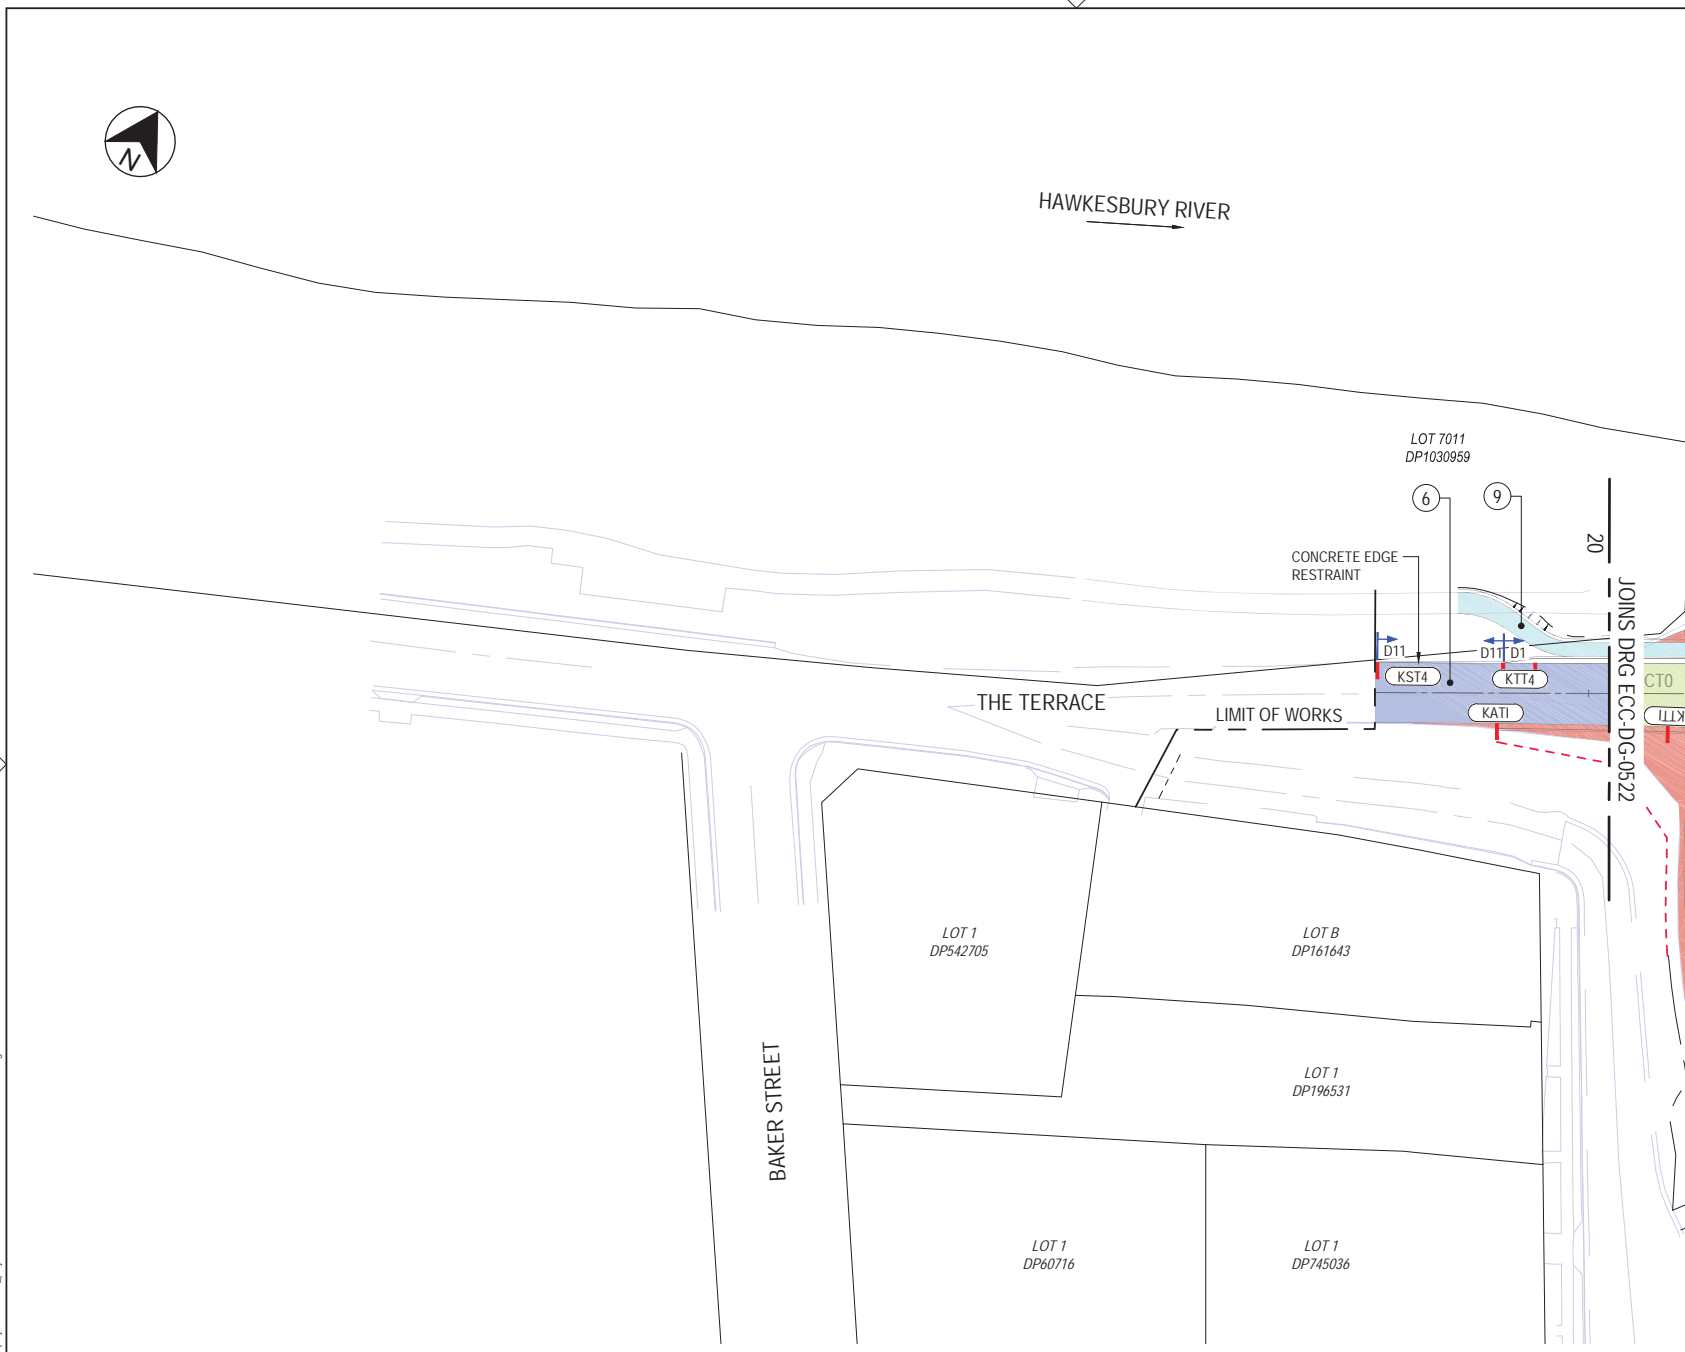 N
HAWKESBURY RIVER
LOT 7011
DP1030959
6
9
20
CONCRETE EDGE
RESTRAINT
JOINS DRG ECC-DG-0522
D11
D11
D1
KST4
KTT4
CT0
THE TERRACE
LIMIT OF WORKS
KATI
KTTI
LOT 1
DP542705
LOT B
DP161643
BAKER STREET
LOT 1
DP196531
LOT 1
DP60716
LOT 1
DP745036